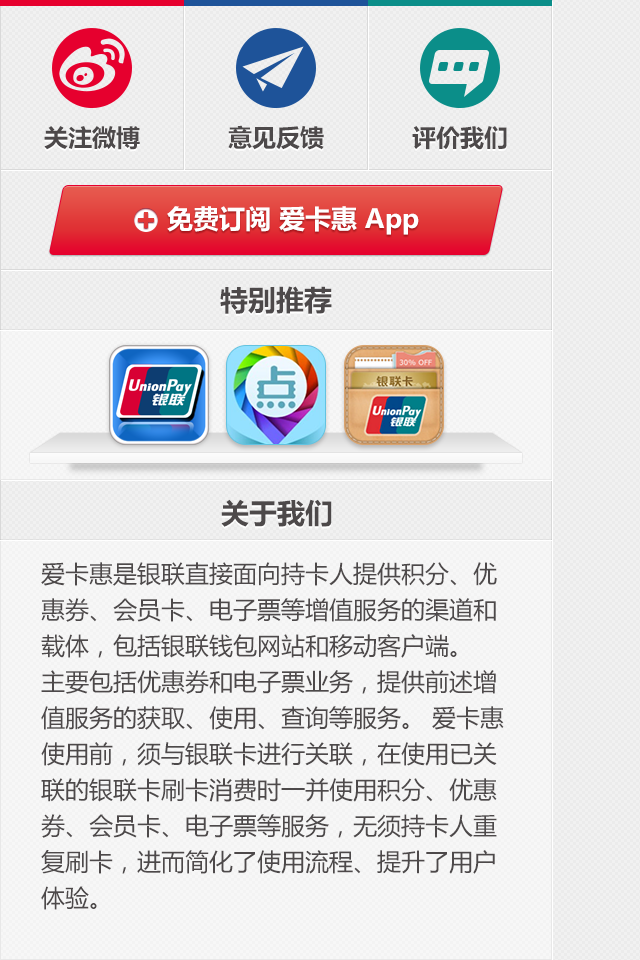 关注微博 意见反馈 评价我们
免费订阅 爱卡惠 App
特别推荐
UnionPay
银联
点
30% OFF
银联卡
UnionPay
银联
关于我们
爱卡惠是银联直接面向持卡人提供积分、优
惠券、会员卡、电子票等增值服务的渠道和
载体，包括银联钱包网站和移动客户端。
主要包括优惠券和电子票业务，提供前述增
值服务的获取、使用、查询等服务。 爱卡惠
使用前，须与银联卡进行关联，在使用已关
联的银联卡刷卡消费时一并使用积分、优惠
券、会员卡、电子票等服务，无须持卡人重
复刷卡，进而简化了使用流程、提升了用户
体验。